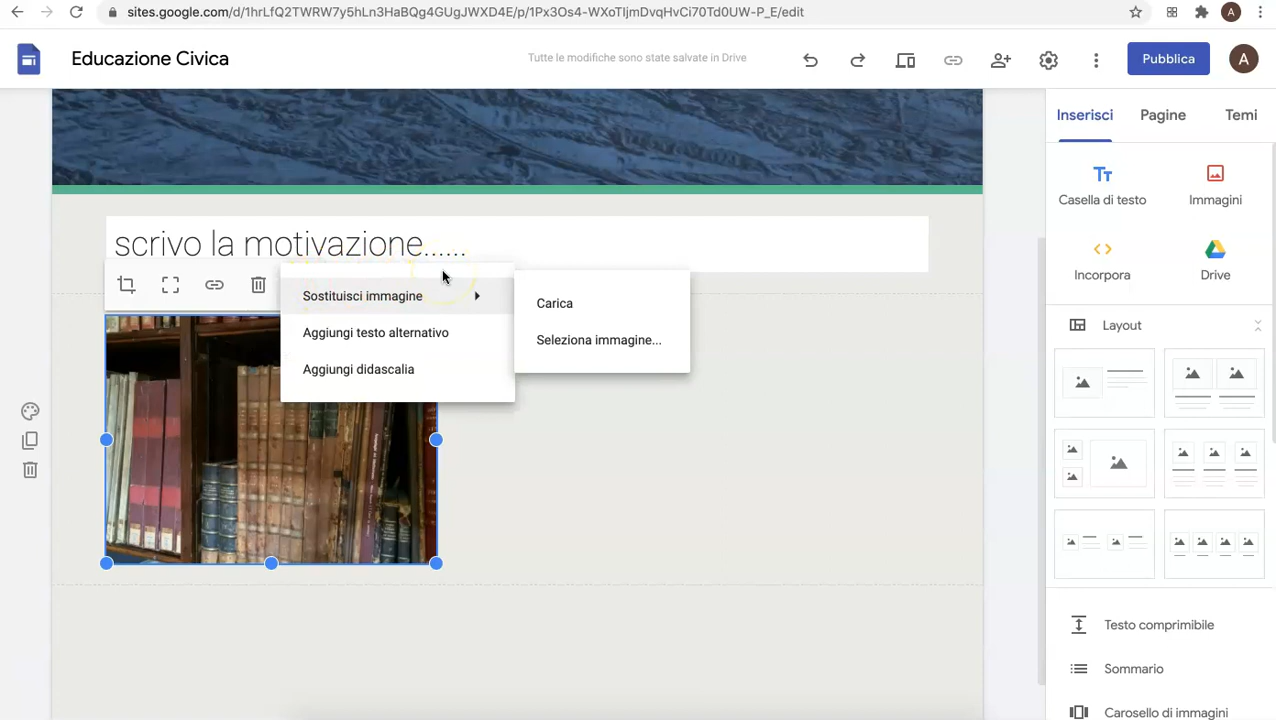 sites.google.com/d/1hrLfQ2TWRW7y5hLn3HaBQg4GUgJWXD4E/p/1Px3Os4-WXoTIjmDvqHvCi70Td0UW-P_E/edit
A
Educazione Civica
Tutte le modifiche sono state salvate in Drive
Pubblica
A
Inserisci
Pagine
Temi
Tт
Casella di testo
Immagini
Incorpora
Drive
Layout
Testo comprimibile
Sommario
Carosello di immagini
scrivo la motivazione......
Sostituisci immagine
Aggiungi testo alternativo
Aggiungi didascalia
Carica
Seleziona immagine...